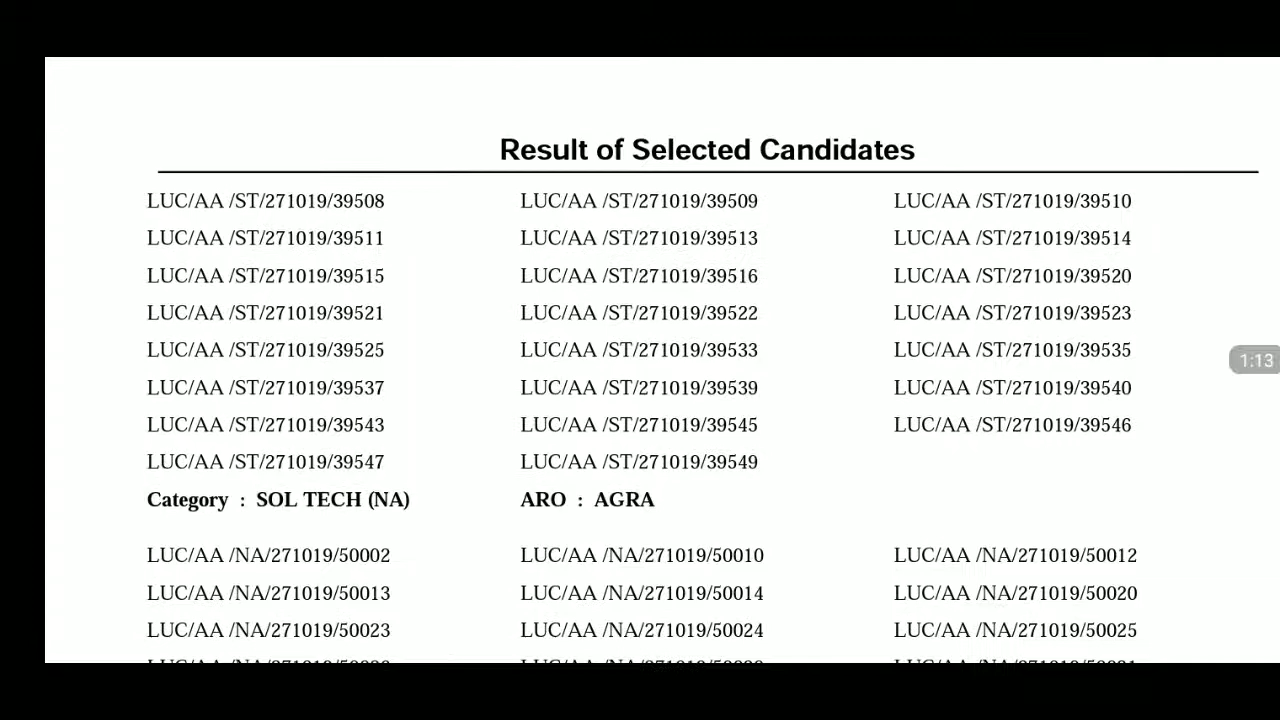 Result of Selected Candidates
LUC/AA /ST/271019/39508 LUC/AA /ST/271019/39509 LUC/AA /ST/271019/39510
LUC/AA /ST/271019/39511 LUC/AA /ST/271019/39513 LUC/AA /ST/271019/39514
LUC/AA /ST/271019/39515 LUC/AA /ST/271019/39516 LUC/AA /ST/271019/39520
LUC/AA /ST/271019/39521 LUC/AA /ST/271019/39522 LUC/AA /ST/271019/39523
LUC/AA /ST/271019/39525 LUC/AA /ST/271019/39533 LUC/AA /ST/271019/39535
LUC/AA /ST/271019/39537 LUC/AA /ST/271019/39539 LUC/AA /ST/271019/39540
LUC/AA /ST/271019/39543 LUC/AA /ST/271019/39545 LUC/AA /ST/271019/39546
LUC/AA /ST/271019/39547 LUC/AA /ST/271019/39549
Category : SOL TECH (NA) ARO : AGRA
LUC/AA /NA/271019/50002 LUC/AA /NA/271019/50010 LUC/AA /NA/271019/50012
LUC/AA /NA/271019/50013 LUC/AA /NA/271019/50014 LUC/AA /NA/271019/50020
LUC/AA /NA/271019/50023 LUC/AA /NA/271019/50024 LUC/AA /NA/271019/50025
1:13